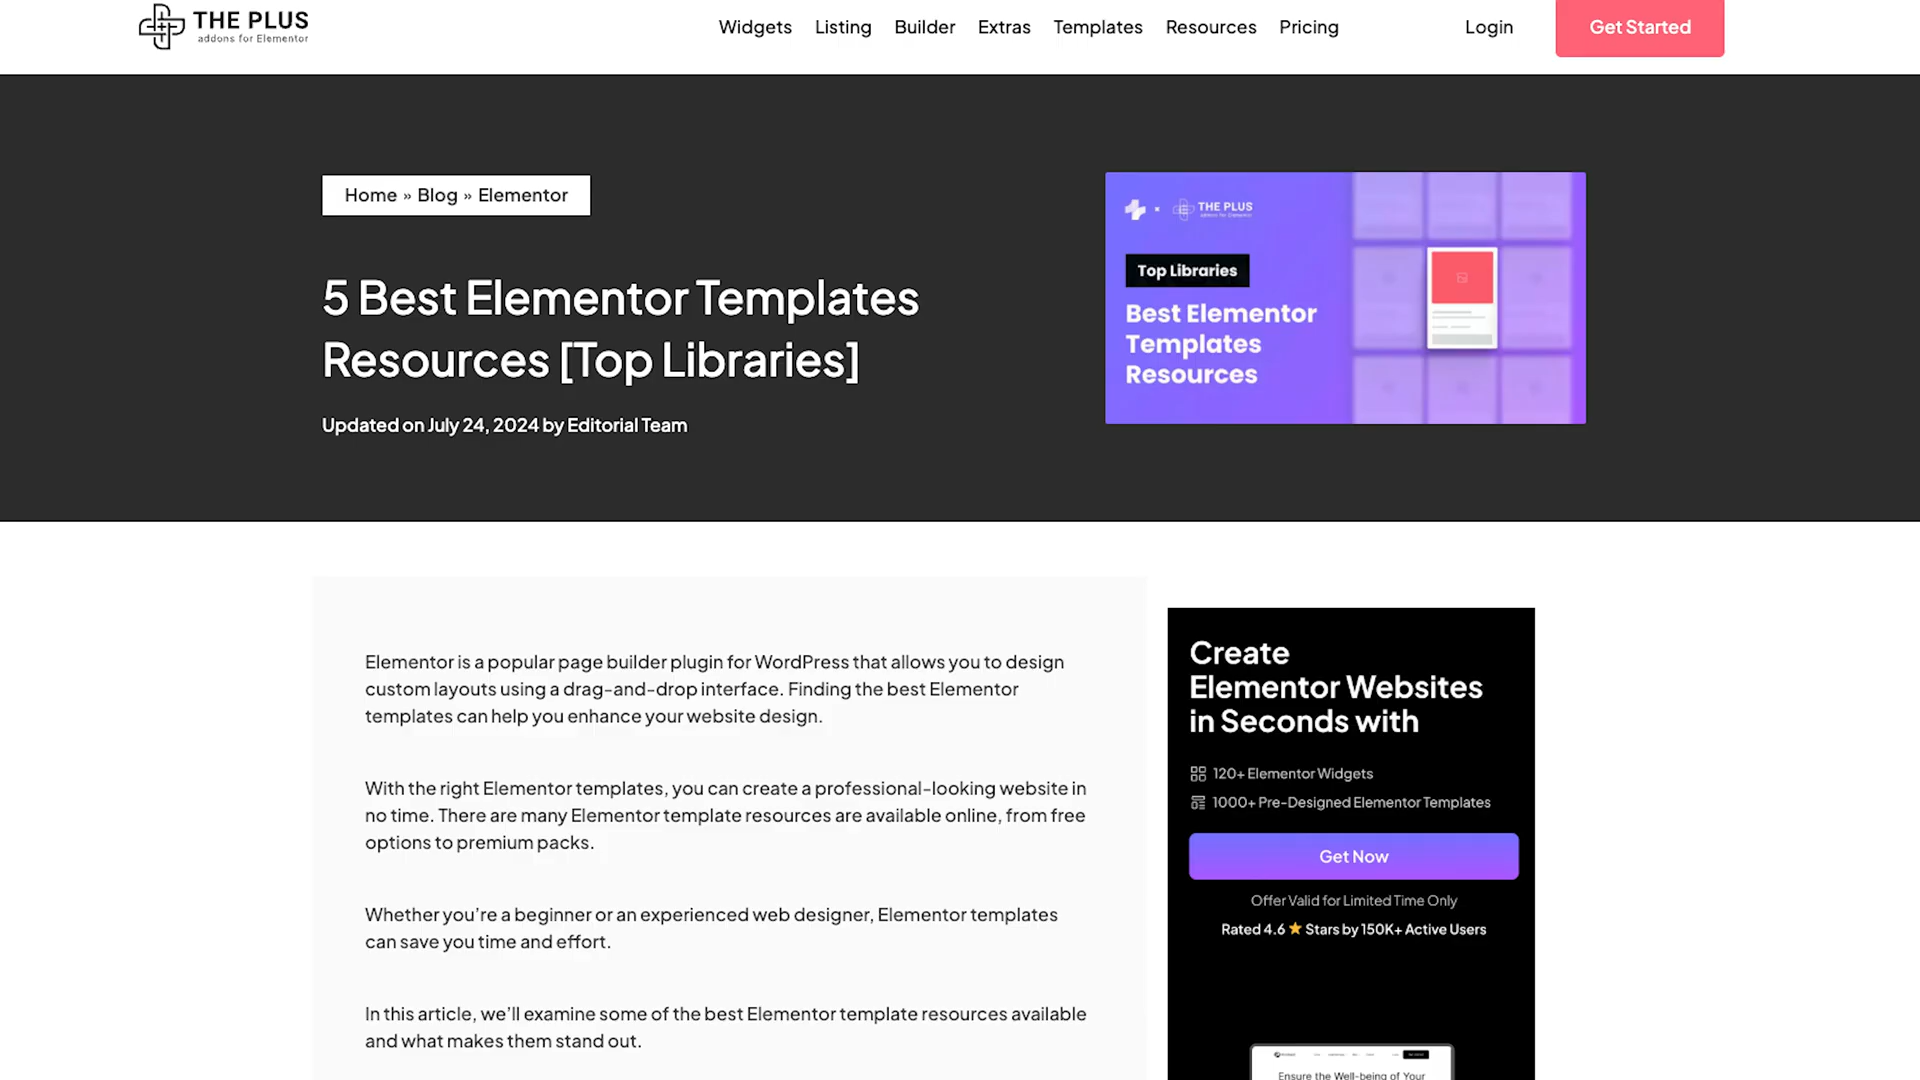 THE PLUS
addons for Elementor
Widgets Listing Builder Extras Templates Resources Pricing Login Get Started
Home » Blog » Elementor
5 Best Elementor Templates
Resources [Top Libraries]
Updated on July 24, 2024 by Editorial Team
THE PLUS
addons for Elementor
Top Libraries
Best Elementor
Templates
Resources
Elementor is a popular page builder plugin for WordPress that allows you to design
custom layouts using a drag-and-drop interface. Finding the best Elementor
templates can help you enhance your website design.
With the right Elementor templates, you can create a professional-looking website in
no time. There are many Elementor template resources are available online, from free
options to premium packs.
Whether you’re a beginner or an experienced web designer, Elementor templates
can save you time and effort.
In this article, we’ll examine some of the best Elementor template resources available
and what makes them stand out.
Create
Elementor Websites
in Seconds with
120+ Elementor Widgets
1000+ Pre-Designed Elementor Templates
Get Now
Offer Valid for Limited Time Only
Rated 4.6 ⭐ Stars by 150K+ Active Users
Ensure the Well-being of Your